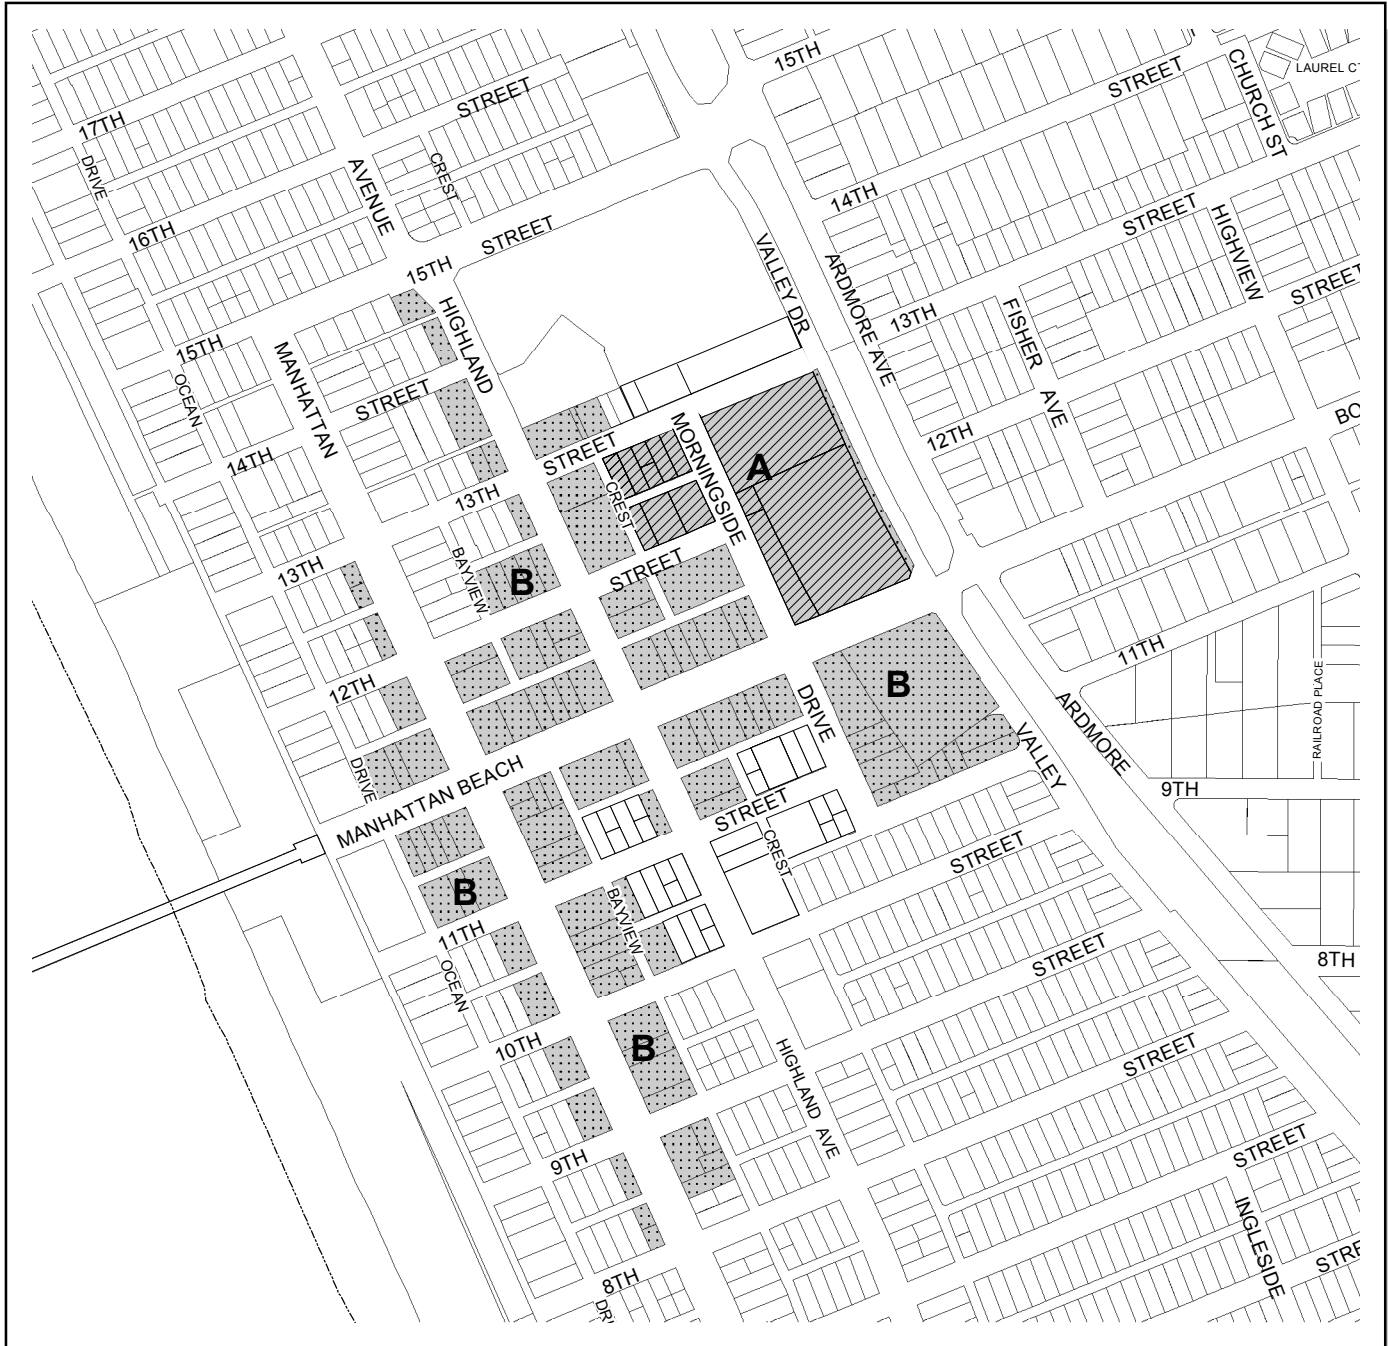 15TH
STREET
CHURCH ST
LAUREL CT
STREET
17TH
DRIVE
AVENUE
CREST
14TH
STREET
HIGHVIEW
16TH
STREET
15TH
VALLEY DR
ARDMORE AVE
STREET
13TH
FISHER
AVE
HIGHLAND
15TH
OCEAN
MANHATTAN
STREET
MORNINGSIDE
12TH
BO
14TH
STREET
A
13TH
CREST
BAYVIEW
B
STREET
13TH
11TH
12TH
DRIVE
B
ARDMORE
RAILROAD PLACE
VALLEY
DRIVE
MANHATTAN BEACH
STREET
9TH
CREST
STREET
B
BAYVIEW
11TH
OCEAN
STREET
8TH
10TH
B
HIGHLAND AVE
STREET
9TH
STREET
INGLESIDE
STRE
8TH
DRI